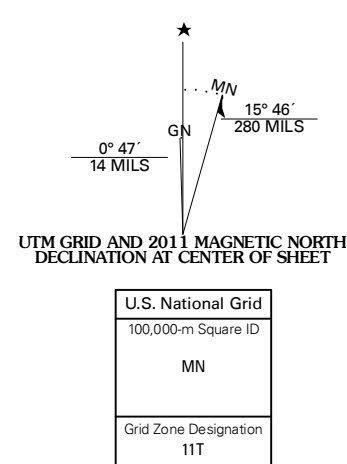 MN
15° 46´
280 MILS
GN
0° 47´
14 MILS
UTM GRID AND 2011 MAGNETIC NORTH
DECLINATION AT CENTER OF SHEET
U.S. National Grid
100,000-m Square ID
MN
Grid Zone Designation
11T